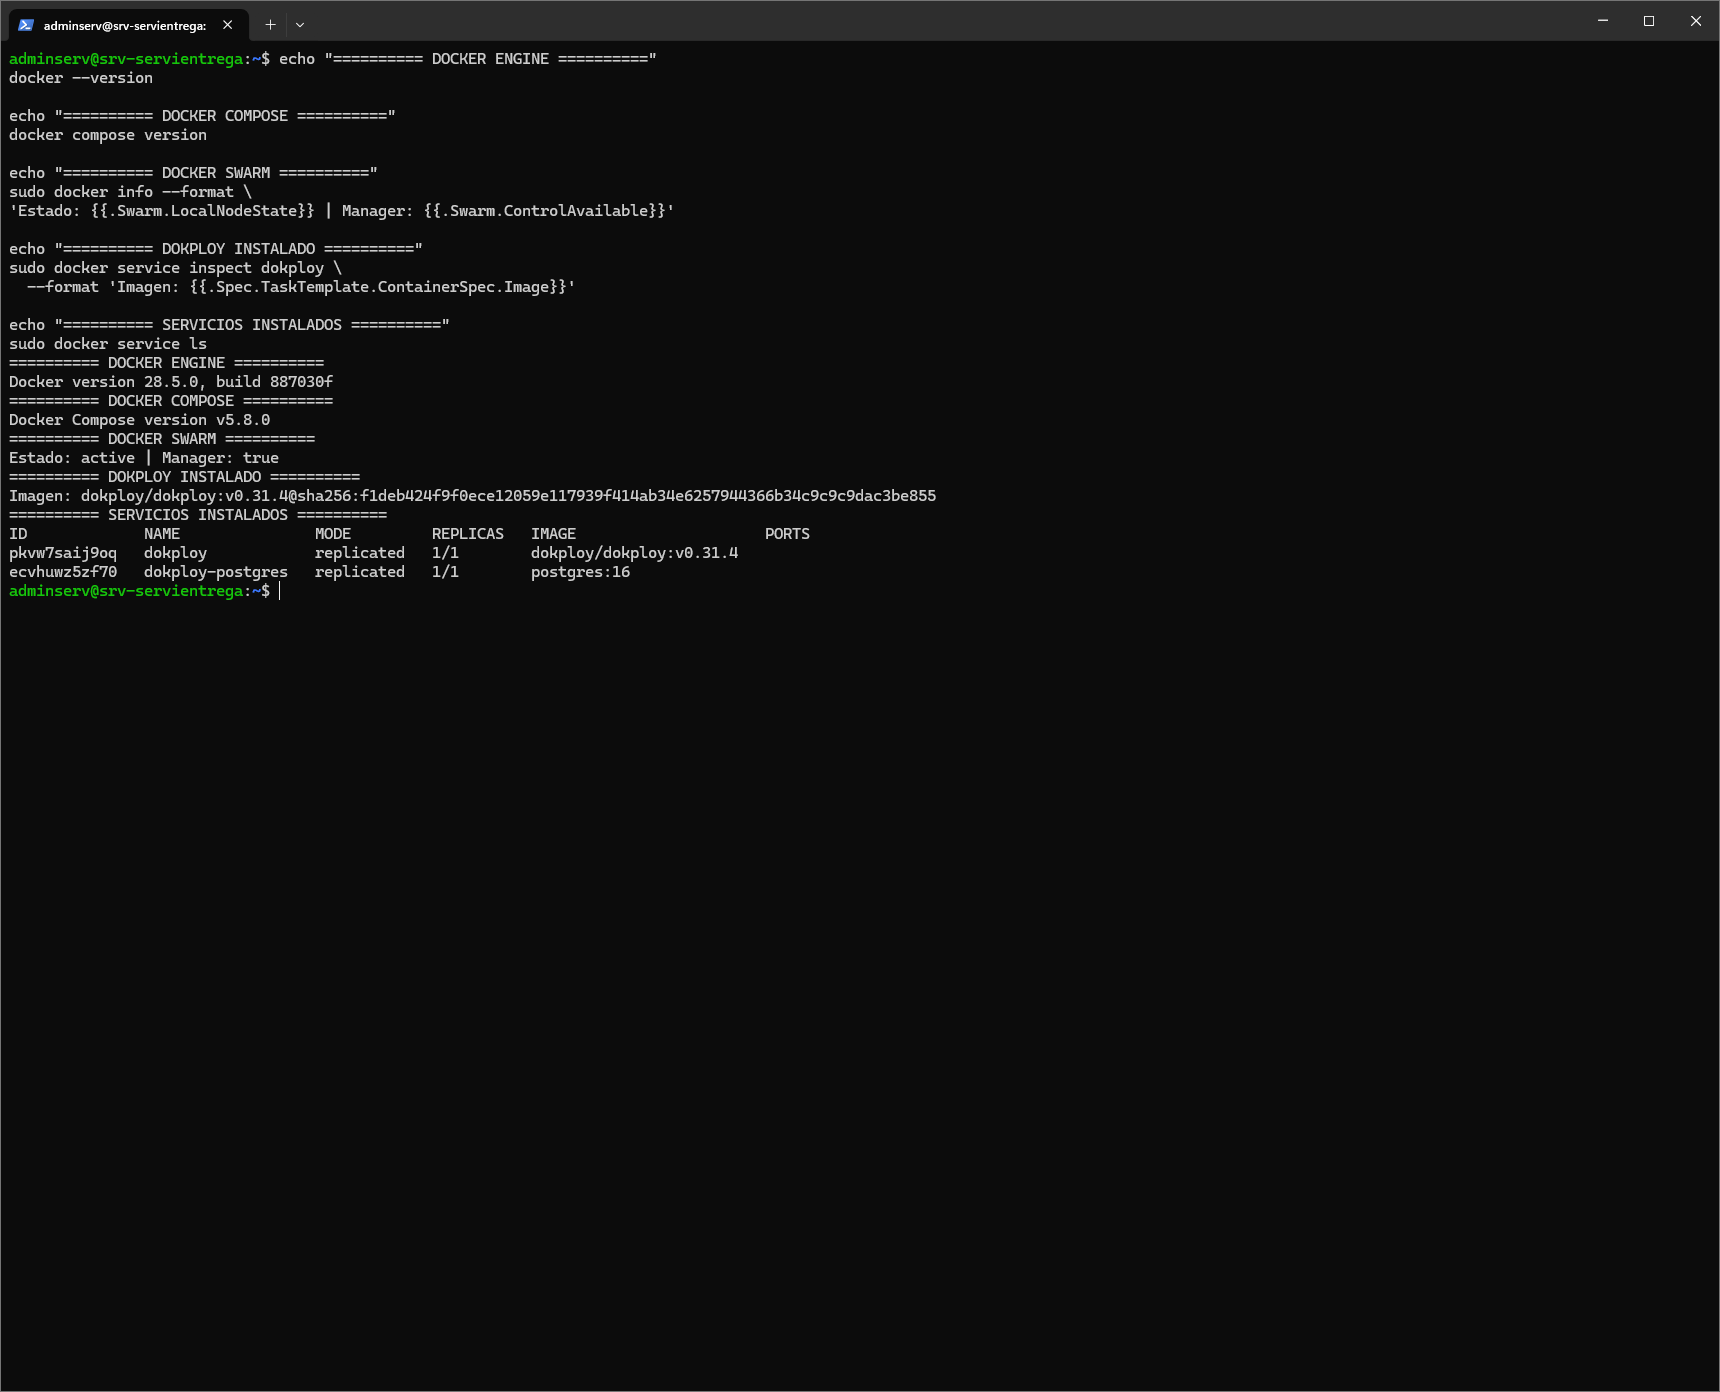 adminserv@srv-servientrega:
adminserv@srv-servientrega:~$ echo "========== DOCKER ENGINE =========="
docker --version
echo "========== DOCKER COMPOSE =========="
docker compose version
echo "========== DOCKER SWARM =========="
sudo docker info --format \
'Estado: {{.Swarm.LocalNodeState}} | Manager: {{.Swarm.ControlAvailable}}'
echo "========== DOKPLOY INSTALADO =========="
sudo docker service inspect dokploy \
  --format 'Imagen: {{.Spec.TaskTemplate.ContainerSpec.Image}}'
echo "========== SERVICIOS INSTALADOS =========="
sudo docker service ls
========== DOCKER ENGINE ==========
Docker version 28.5.0, build 887030f
========== DOCKER COMPOSE ==========
Docker Compose version v5.8.0
========== DOCKER SWARM ==========
Estado: active | Manager: true
========== DOKPLOY INSTALADO ==========
Imagen: dokploy/dokploy:v0.31.4@sha256:f1deb424f9f0ece12059e117939f414ab34e6257944366b34c9c9c9dac3be855
========== SERVICIOS INSTALADOS ==========
ID             NAME               MODE         REPLICAS   IMAGE                     PORTS
pkvw7saij9oq   dokploy            replicated   1/1        dokploy/dokploy:v0.31.4
ecvhuwz5zf70   dokploy-postgres   replicated   1/1        postgres:16
adminserv@srv-servientrega:~$